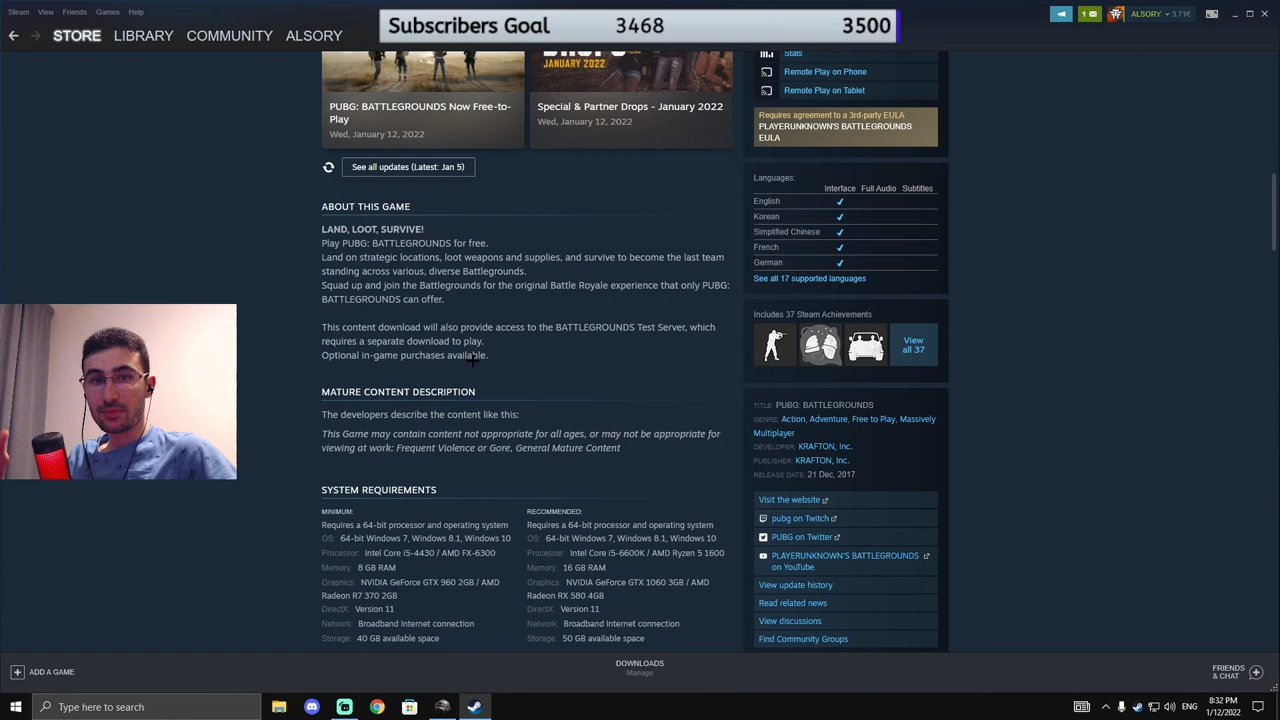 Steam View Friends Games Help
Subscribers Goal 3468 3500
1 ALSORY 3.71€
STORE LIBRARY COMMUNITY ALSORY
JANUARY 2022
PUBG: BATTLEGROUNDS Now Free-to-
Play
Wed, January 12, 2022
Special & Partner Drops - January 2022
Wed, January 12, 2022
See all updates (Latest: Jan 5)
ABOUT THIS GAME
LAND, LOOT, SURVIVE!
Play PUBG: BATTLEGROUNDS for free.
Land on strategic locations, loot weapons and supplies, and survive to become the last team
standing across various, diverse Battlegrounds.
Squad up and join the Battlegrounds for the original Battle Royale experience that only PUBG:
BATTLEGROUNDS can offer.
This content download will also provide access to the BATTLEGROUNDS Test Server, which
requires a separate download to play.
Optional in-game purchases available.
MATURE CONTENT DESCRIPTION
The developers describe the content like this:
This Game may contain content not appropriate for all ages, or may not be appropriate for
viewing at work: Frequent Violence or Gore, General Mature Content
SYSTEM REQUIREMENTS
MINIMUM:
Requires a 64-bit processor and operating system
OS: 64-bit Windows 7, Windows 8.1, Windows 10
Processor: Intel Core i5-4430 / AMD FX-6300
Memory: 8 GB RAM
Graphics: NVIDIA GeForce GTX 960 2GB / AMD
Radeon R7 370 2GB
DirectX: Version 11
Network: Broadband Internet connection
Storage: 40 GB available space
RECOMMENDED:
Requires a 64-bit processor and operating system
OS: 64-bit Windows 7, Windows 8.1, Windows 10
Processor: Intel Core i5-6600K / AMD Ryzen 5 1600
Memory: 16 GB RAM
Graphics: NVIDIA GeForce GTX 1060 3GB / AMD
Radeon RX 580 4GB
DirectX: Version 11
Network: Broadband Internet connection
Storage: 50 GB available space
Stats
Remote Play on Phone
Remote Play on Tablet
Requires agreement to a 3rd-party EULA
PLAYERUNKNOWN'S BATTLEGROUNDS
EULA
Languages:
Interface Full Audio Subtitles
English ✔
Korean ✔
Simplified Chinese ✔
French ✔
German ✔
See all 17 supported languages
Includes 37 Steam Achievements
View
all 37
TITLE: PUBG: BATTLEGROUNDS
GENRE: Action, Adventure, Free to Play, Massively
Multiplayer
DEVELOPER: KRAFTON, Inc.
PUBLISHER: KRAFTON, Inc.
RELEASE DATE: 21 Dec, 2017
Visit the website
pubg on Twitch
PUBG on Twitter
PLAYERUNKNOWN'S BATTLEGROUNDS
on YouTube
View update history
Read related news
View discussions
Find Community Groups
ADD A GAME
DOWNLOADS
Manage
FRIENDS
& CHAT
Type here to search
ENG
8:32 PM
1/12/2022